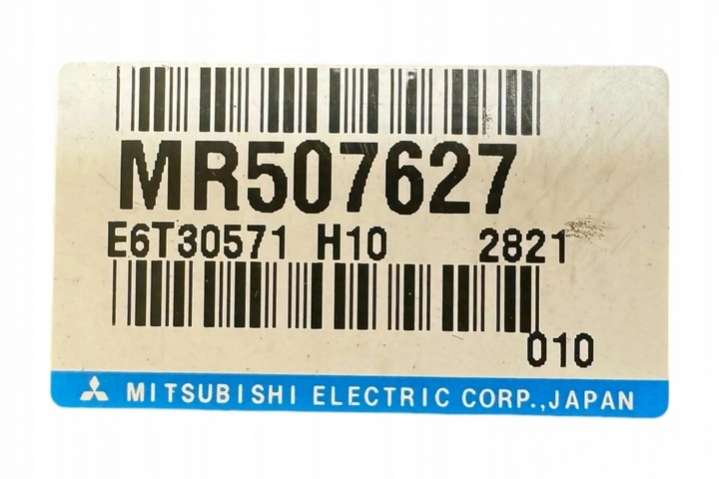 MR507627
E6T30571 H10 2821
010
MITSUBISHI ELECTRIC CORP.,JAPAN